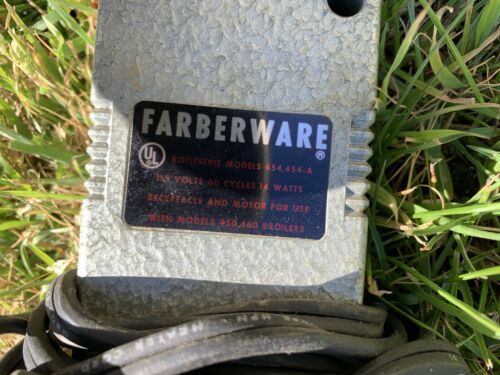 FARBERWARE ®
UL ROTISSERIE MODELS 454,454-A
115 VOLTS 60 CYCLES 14 WATTS
RECEPTACLE AND MOTOR FOR USE
WITH MODELS 450,460 BROILERS
HEATER